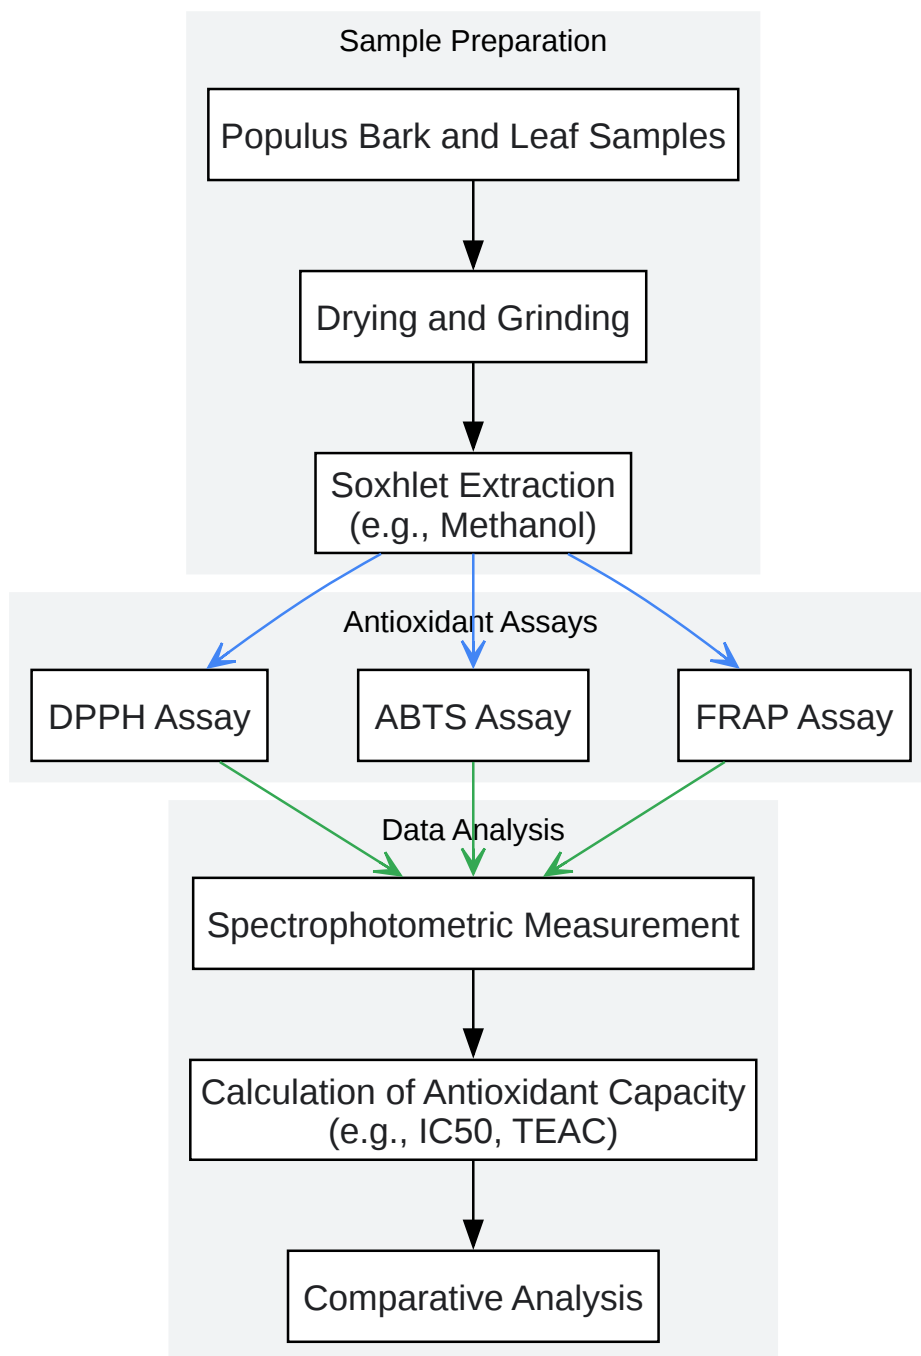 Sample Preparation
Populus Bark and Leaf Samples
Drying and Grinding
Soxhlet Extraction
(e.g., Methanol)
Antioxidant Assays
DPPH Assay
ABTS Assay
FRAP Assay
Data Analysis
Spectrophotometric Measurement
Calculation of Antioxidant Capacity
(e.g., IC50, TEAC)
Comparative Analysis